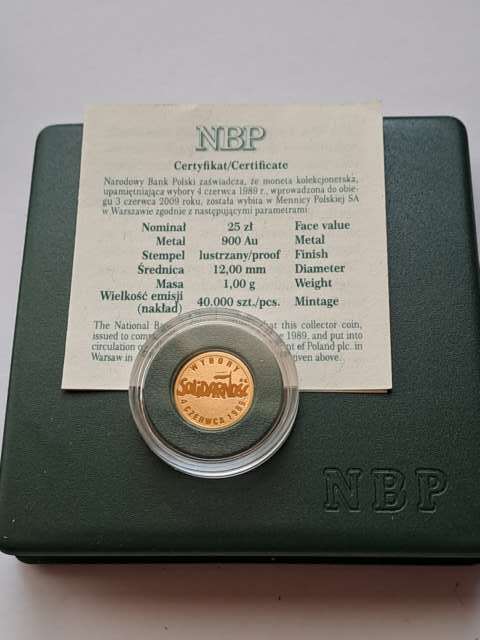 NBP
Certyfikat/Certificate
Narodowy Bank Polski zaświadcza, że moneta kolekcjonerska,
upamiętniająca wybory 4 czerwca 1989 r., wprowadzona do obie-
gu 3 czerwca 2009 roku, została wybita w Mennicy Polskiej SA
w Warszawie zgodnie z następującymi parametrami:
Nominał 25 zł Face value
Metal 900 Au Metal
Stempel lustrzany/proof Finish
Średnica 12,00 mm Diameter
Masa 1,00 g Weight
Wielkość emisji
(nakład) 40.000 szt./pcs. Mintage
The National Ba that this collector coin,
issued to com 1989, and put into
circulation o t of Poland plc. in
Warsaw in given above.
WYBORY
SOLIDARNOŚĆ
4 CZERWCA 1989
NBP